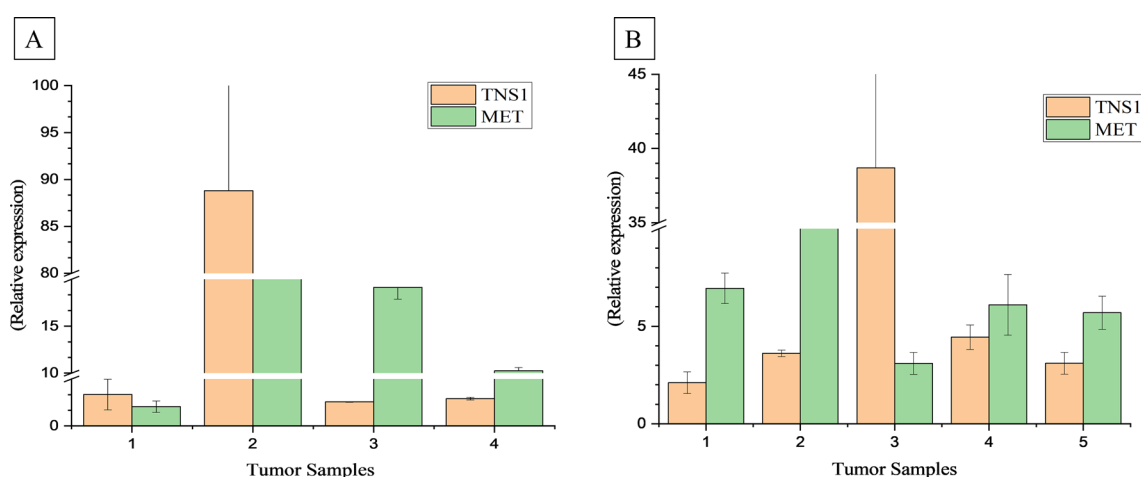 A
TNS1
MET
100
95
90
85
80
15
10
0
(Relative expression)
1 2 3 4
Tumor Samples
B
TNS1
MET
45
40
35
5
0
(Relative expression)
1 2 3 4 5
Tumor Samples